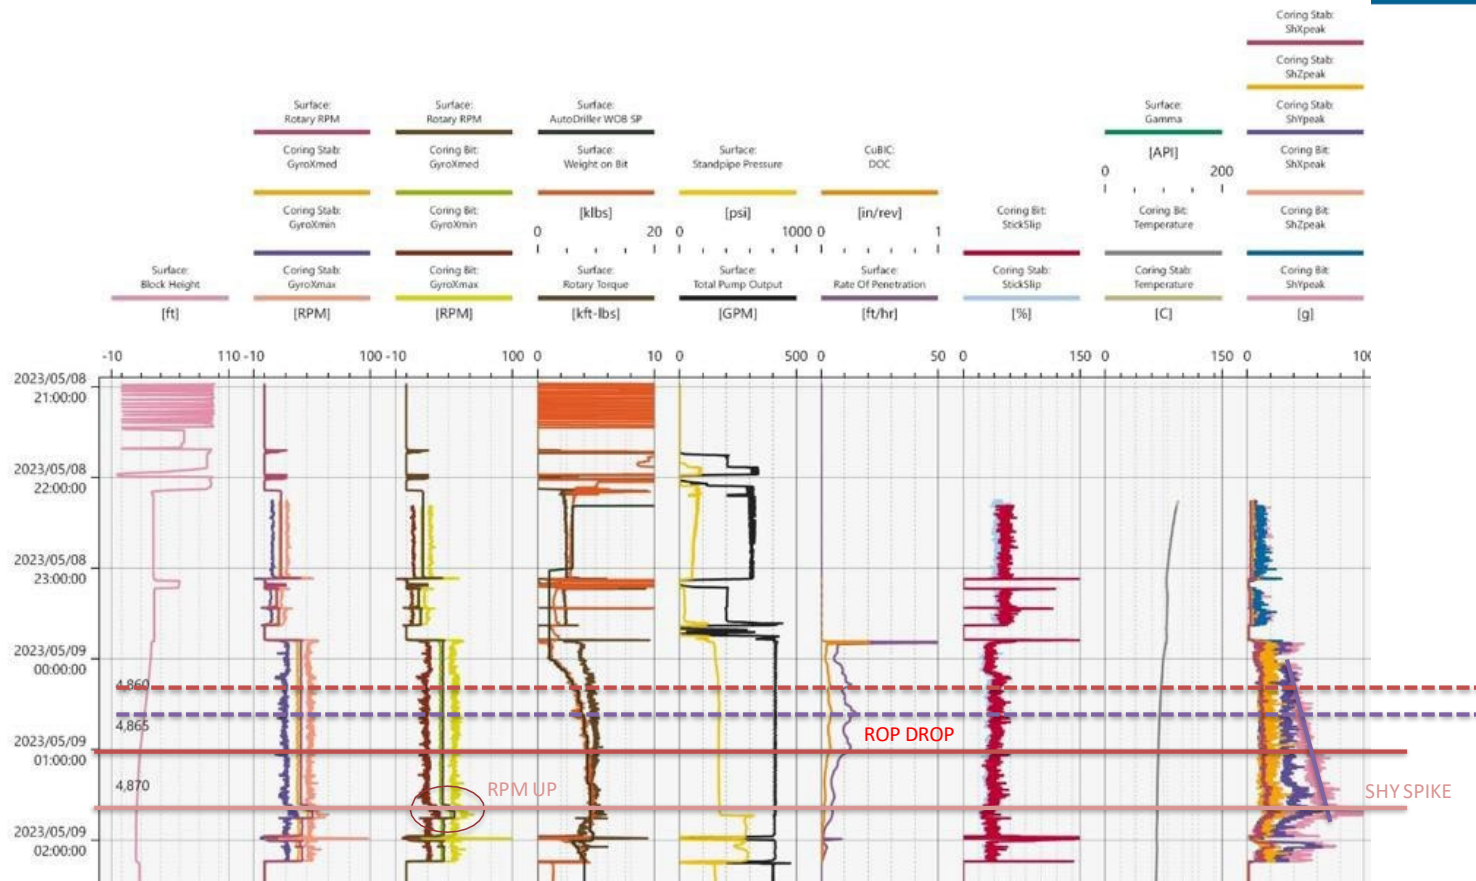 Coring Stab:
ShXpeak
Coring Stab:
ShZpeak
Surface:
Rotary RPM
Surface:
Rotary RPM
Surface:
AutoDriller WOB SP
Surface:
Gamma
Coring Stab:
ShYpeak
Coring Stab:
GyroXmed
Coring Bit:
GyroXmed
Surface:
Weight on Bit
Surface:
Standpipe Pressure
CuBIC:
DOC
[API]
0 200
Coring Bit:
ShXpeak
[klbs]
0 20
[psi]
0 1000
[in/rev]
0 1
Coring Stab:
GyroXmin
Coring Bit:
GyroXmin
Coring Bit:
StickSlip
Coring Bit:
Temperature
Coring Bit:
ShZpeak
Surface:
Block Height
Coring Stab:
GyroXmax
Coring Bit:
GyroXmax
Surface:
Rotary Torque
Surface:
Total Pump Output
Surface:
Rate Of Penetration
Coring Stab:
StickSlip
Coring Stab:
Temperature
Coring Bit:
ShYpeak
[ft] [RPM] [RPM] [kft-lbs] [GPM] [ft/hr] [%] [C] [g]
-10 110 -10 100 -10 100 0 10 0 500 0 50 0 150 0 150 0 100
2023/05/08
21:00:00
2023/05/08
22:00:00
2023/05/08
23:00:00
2023/05/09
00:00:00
4,860
4,865
ROP DROP
2023/05/09
01:00:00
4,870
RPM UP
SHY SPIKE
2023/05/09
02:00:00